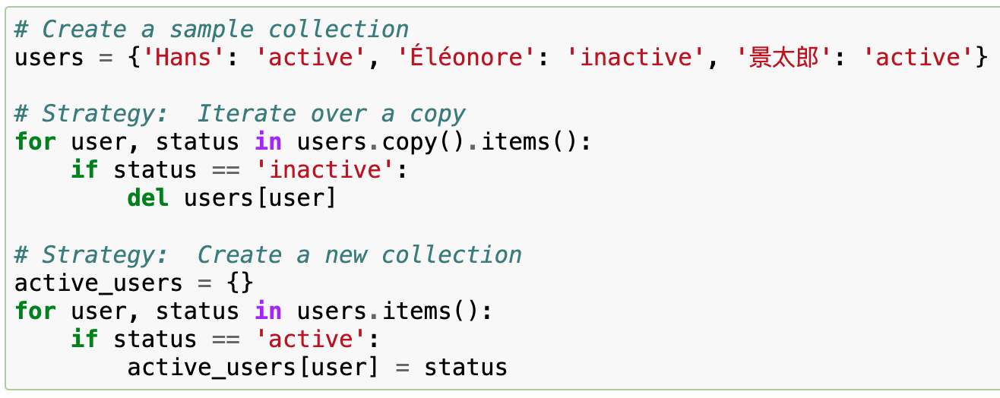 # Create a sample collection
users = {'Hans': 'active', 'Éléonore': 'inactive', '景太郎': 'active'}

# Strategy:  Iterate over a copy
for user, status in users.copy().items():
    if status == 'inactive':
        del users[user]

# Strategy:  Create a new collection
active_users = {}
for user, status in users.items():
    if status == 'active':
        active_users[user] = status